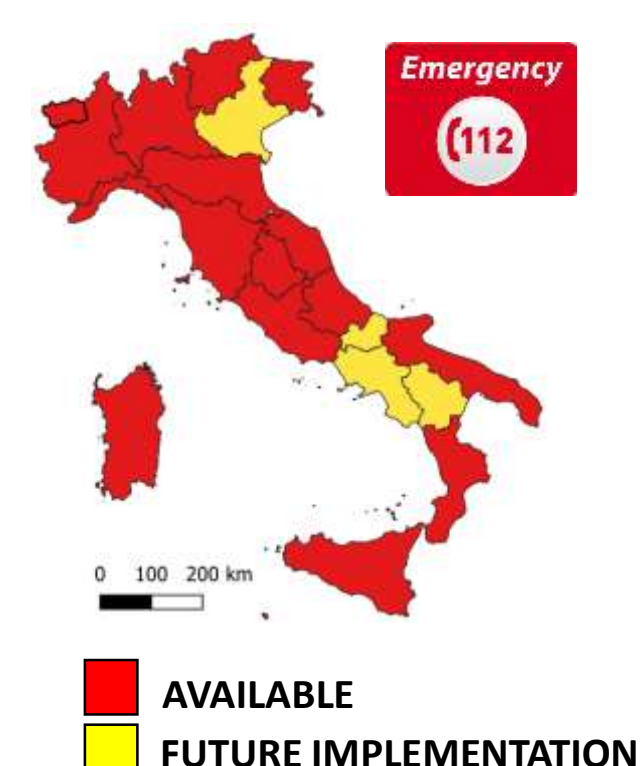 Emergency
112
0 100 200 km
AVAILABLE
FUTURE IMPLEMENTATION